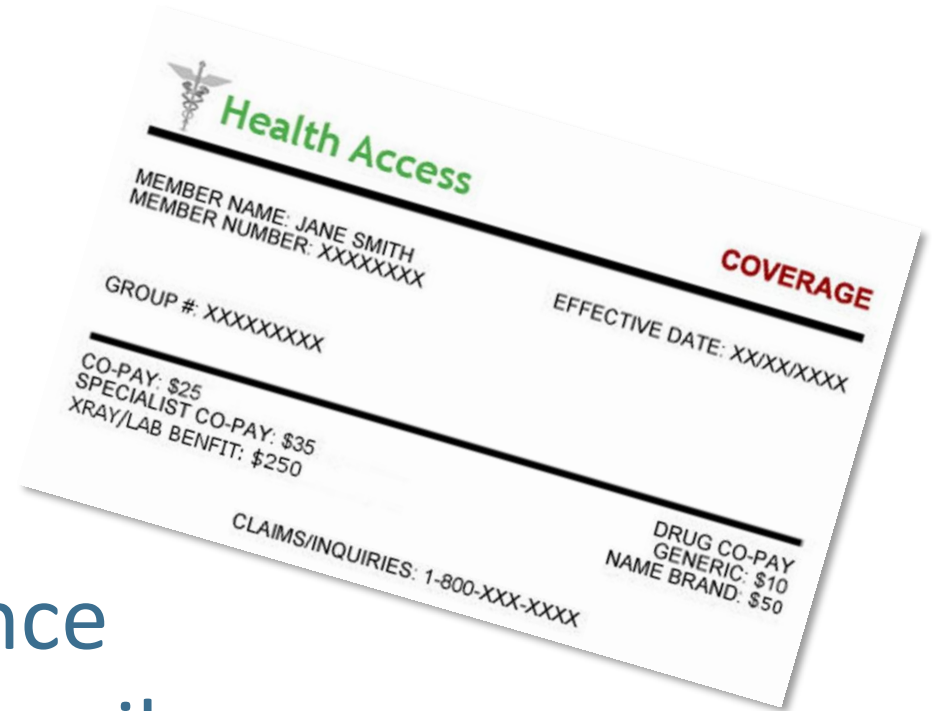 Health Access
COVERAGE
MEMBER NAME: JANE SMITH
MEMBER NUMBER: XXXXXXXX
EFFECTIVE DATE: XX/XX/XXXX
GROUP #: XXXXXXXXX
CO-PAY: $25
SPECIALIST CO-PAY: $35
XRAY/LAB BENFIT: $250
DRUG CO-PAY
GENERIC: $10
NAME BRAND: $50
CLAIMS/INQUIRIES: 1-800-XXX-XXXX